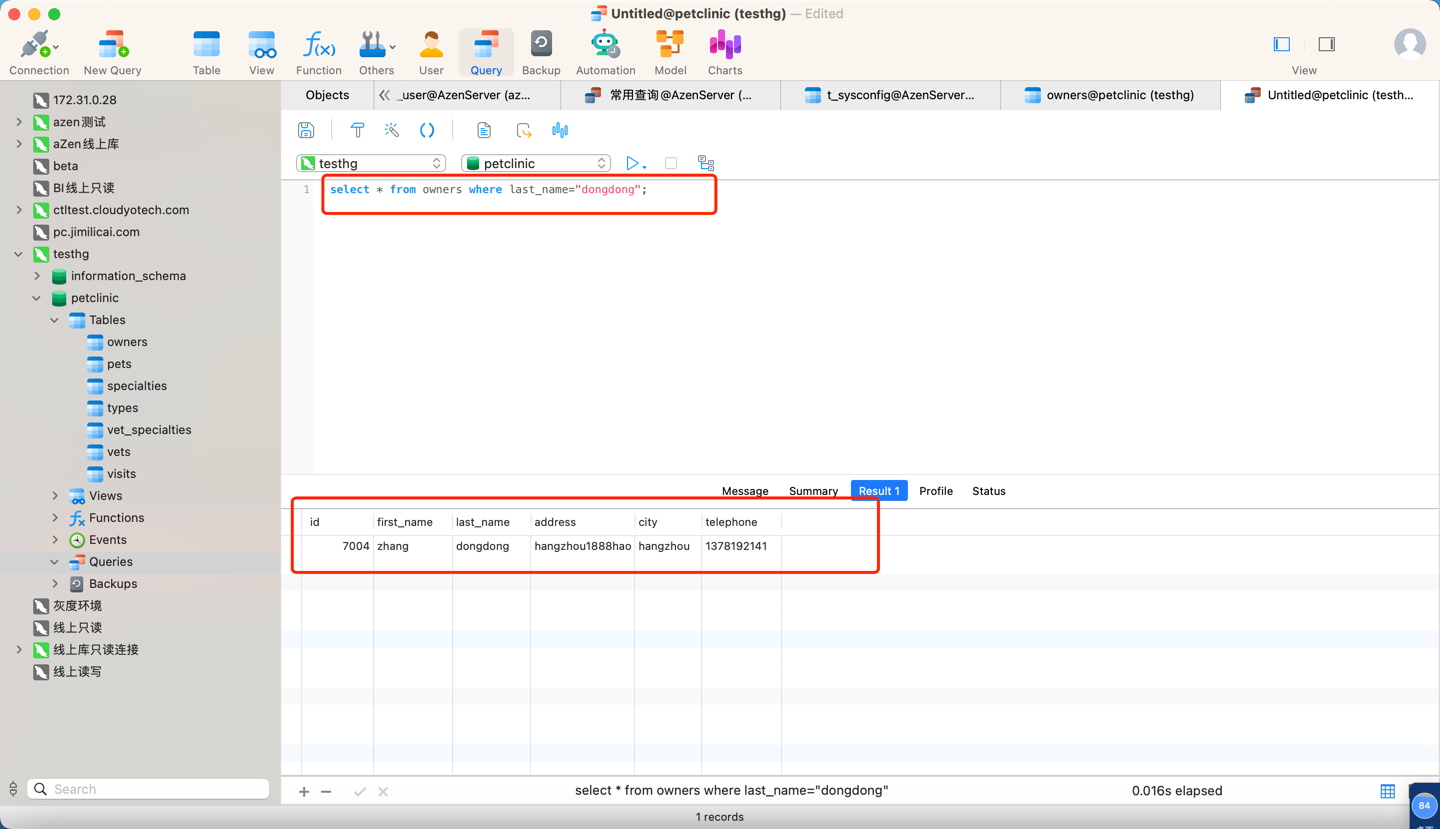 Untitled@petclinic (testhg) — Edited
Connection
New Query
Table
View
Function
Others
User
Query
Backup
Automation
Model
Charts
View
172.31.0.28
azen测试
aZen线上库
beta
BI线上只读
ctltest.cloudyotech.com
pc.jimilicai.com
testhg
information_schema
petclinic
Tables
owners
pets
specialties
types
vet_specialties
vets
visits
Views
Functions
Events
Queries
Backups
灰度环境
线上只读
线上库只读连接
线上读写
Search
Objects
_user@AzenServer (az...
常用查询@AzenServer (...
t_sysconfig@AzenServer...
owners@petclinic (testhg)
Untitled@petclinic (testh...
testhg
petclinic
1 select * from owners where last_name="dongdong";
Message Summary Result 1 Profile Status
id first_name last_name address city telephone
7004 zhang dongdong hangzhou1888hao hangzhou 1378192141
select * from owners where last_name="dongdong"
0.016s elapsed
1 records
84